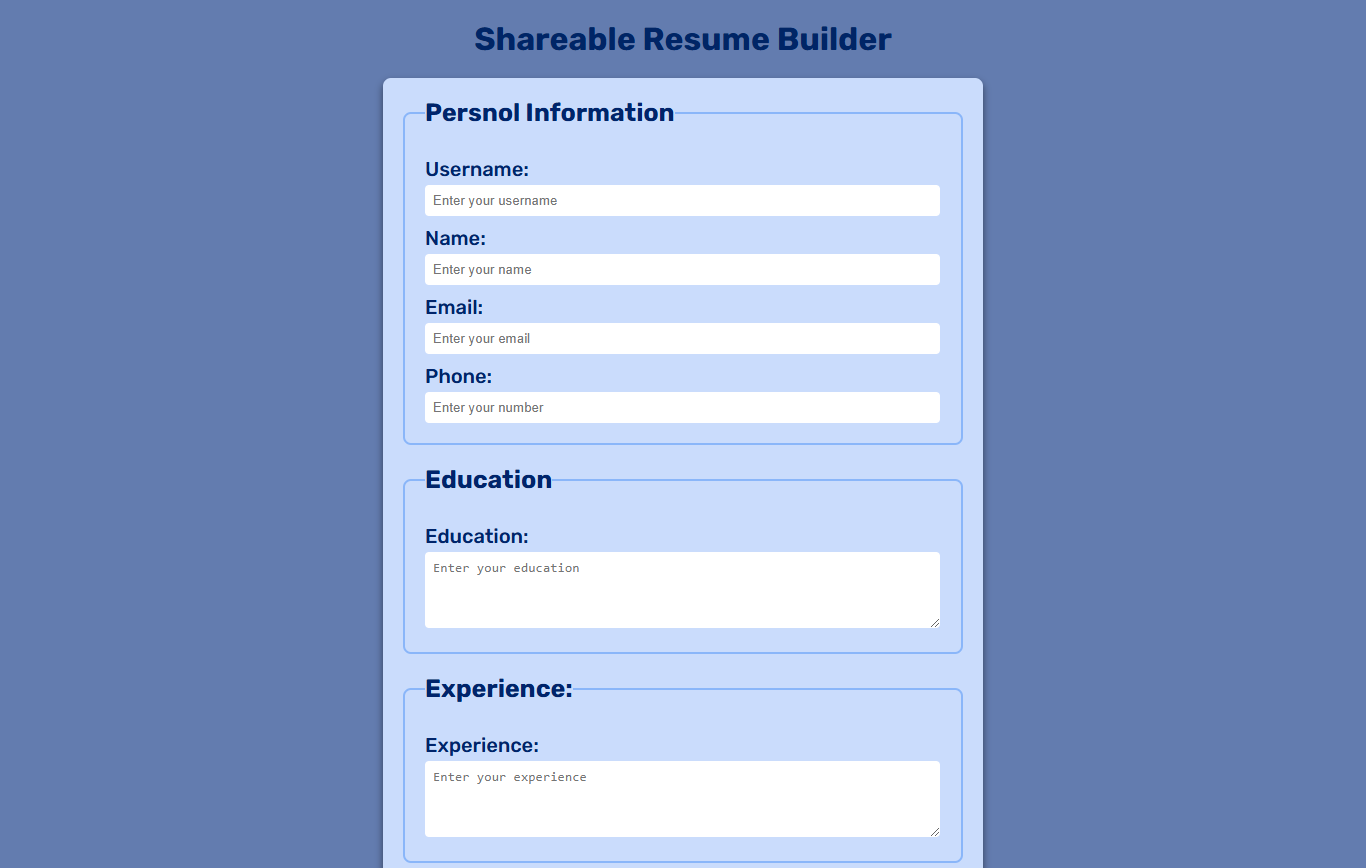 Shareable Resume Builder
Persnol Information
Username:
Enter your username
Name:
Enter your name
Email:
Enter your email
Phone:
Enter your number
Education
Education:
Enter your education
Experience:
Experience:
Enter your experience